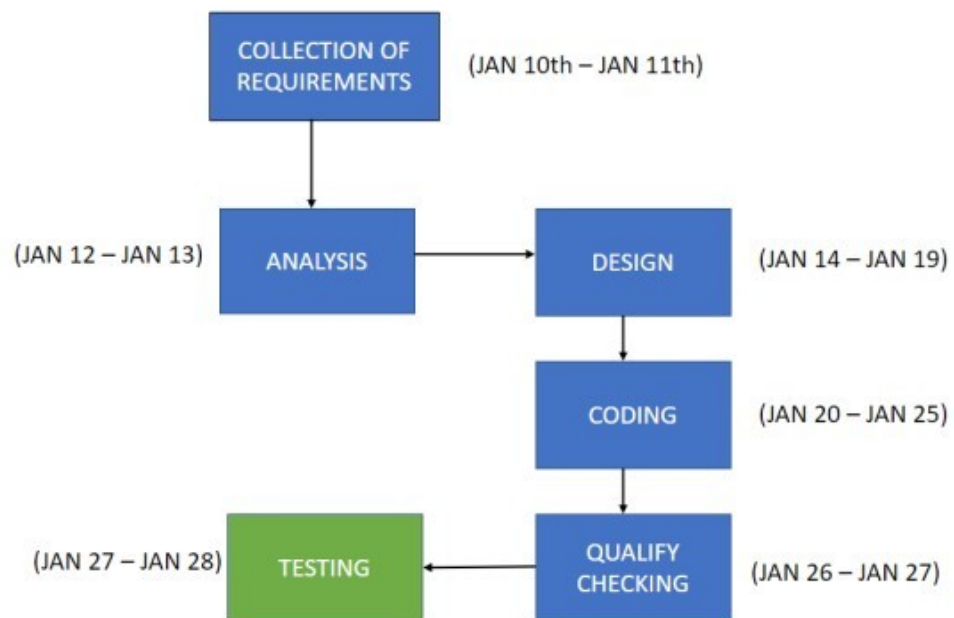 COLLECTION OF
REQUIREMENTS
(JAN 10th – JAN 11th)
(JAN 12 – JAN 13)
ANALYSIS
DESIGN
(JAN 14 – JAN 19)
CODING
(JAN 20 – JAN 25)
(JAN 27 – JAN 28)
TESTING
QUALIFY
CHECKING
(JAN 26 – JAN 27)